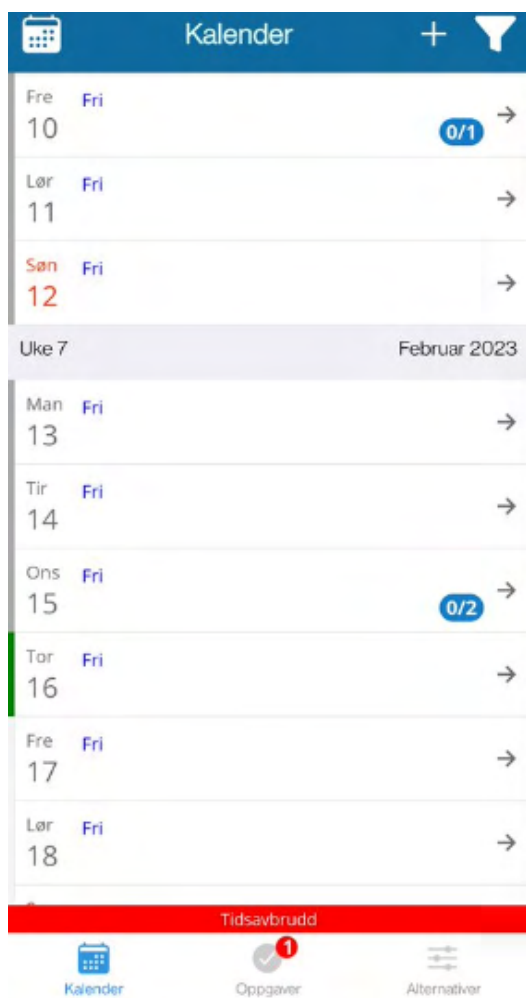 Kalender
Fre Fri
10
0/1
Lør Fri
11
Søn Fri
12
Uke 7 Februar 2023
Man Fri
13
Tir Fri
14
Ons Fri
15
0/2
Tor Fri
16
Fre Fri
17
Lør Fri
18
Tidsavbrudd
1
Kalender Oppgaver Alternativer